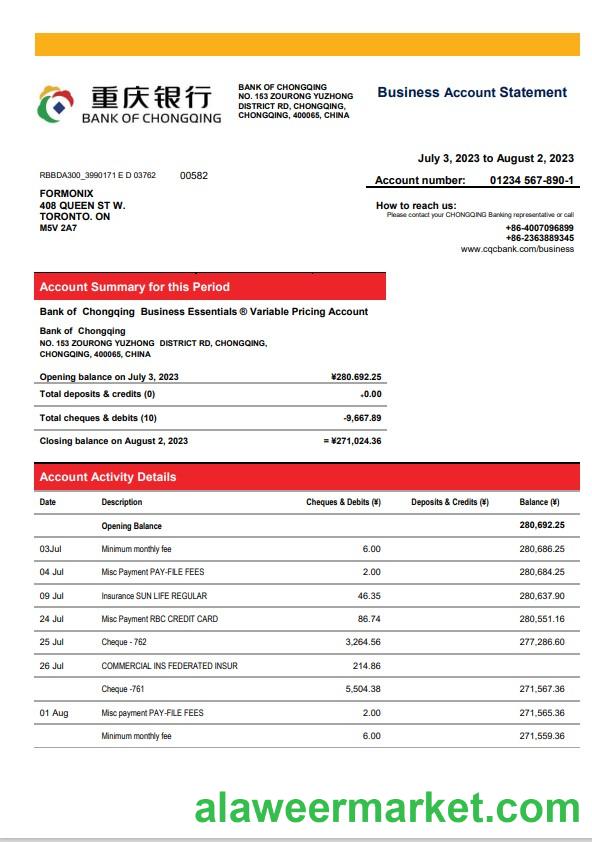 重庆银行
BANK OF CHONGQING
BANK OF CHONGQING
NO. 153 ZOURONG YUZHONG
DISTRICT RD, CHONGQING,
CHONGQING, 400065, CHINA
Business Account Statement
July 3, 2023 to August 2, 2023
Account number: 01234 567-890-1
RBBDA300_3990171 E D 03762 00582
FORMONIX
408 QUEEN ST W.
TORONTO. ON
M5V 2A7
How to reach us:
Please contact your CHONGQING Banking representative or call
+86-4007096899
+86-2363889345
www.cqcbank.com/business
Account Summary for this Period
Bank of Chongqing Business Essentials ® Variable Pricing Account
Bank of Chongqing
NO. 153 ZOURONG YUZHONG DISTRICT RD, CHONGQING,
CHONGQING, 400065, CHINA
Opening balance on July 3, 2023 ¥280.692.25
Total deposits & credits (0) +0.00
Total cheques & debits (10) -9,667.89
Closing balance on August 2, 2023 = ¥271,024.36
Account Activity Details
Date Description Cheques & Debits (¥) Deposits & Credits (¥) Balance (¥)
Opening Balance 280,692.25
03Jul Minimum monthly fee 6.00 280,686.25
04 Jul Misc Payment PAY-FILE FEES 2.00 280,684.25
09 Jul Insurance SUN LIFE REGULAR 46.35 280,637.90
24 Jul Misc Payment RBC CREDIT CARD 86.74 280,551.16
25 Jul Cheque - 762 3,264.56 277,286.60
26 Jul COMMERCIAL INS FEDERATED INSUR 214.86
Cheque -761 5,504.38 271,567.36
01 Aug Misc payment PAY-FILE FEES 2.00 271,565.36
Minimum monthly fee 6.00 271,559.36
alaweermarket.com